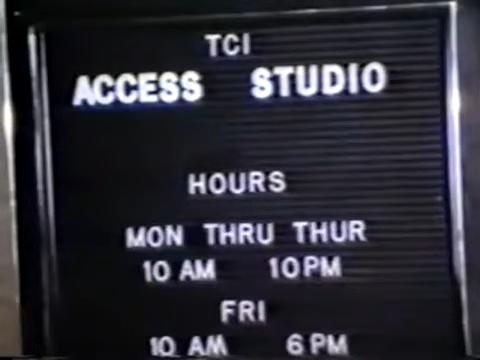 TCI
ACCESS STUDIO
HOURS
MON THRU THUR
10 AM 10PM
FRI
10 AM 6 PM